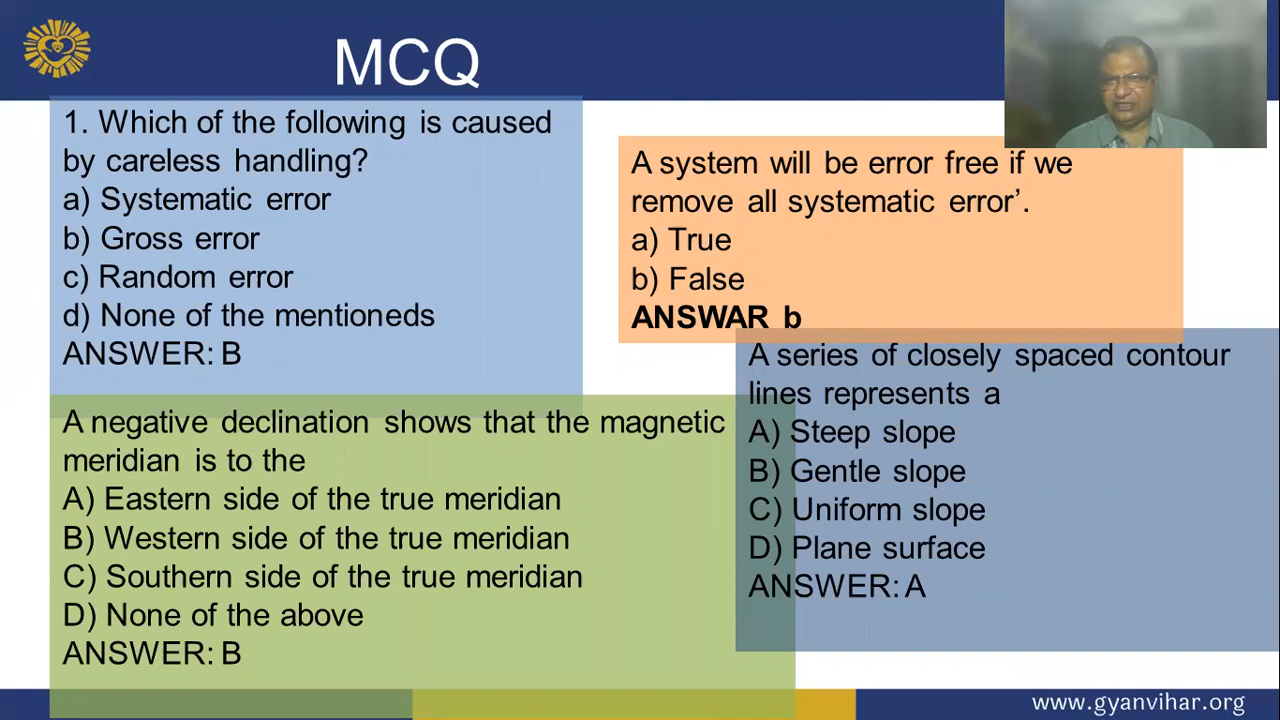 MCQ
1. Which of the following is caused
by careless handling?
a) Systematic error
b) Gross error
c) Random error
d) None of the mentioneds
ANSWER: B
A system will be error free if we
remove all systematic error’.
a) True
b) False
ANSWAR b
A negative declination shows that the magnetic
meridian is to the
A) Eastern side of the true meridian
B) Western side of the true meridian
C) Southern side of the true meridian
D) None of the above
ANSWER: B
A series of closely spaced contour
lines represents a
A) Steep slope
B) Gentle slope
C) Uniform slope
D) Plane surface
ANSWER: A
www.gyanvihar.org